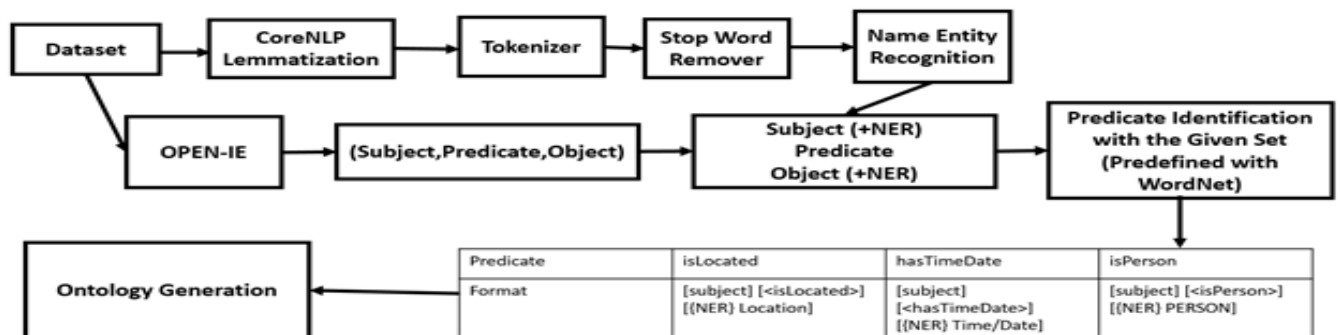 Dataset
CoreNLP
Lemmatization
Tokenizer
Stop Word
Remover
Name Entity
Recognition
OPEN-IE
(Subject,Predicate,Object)
Subject (+NER)
Predicate
Object (+NER)
Predicate Identification
with the Given Set
(Predefined with
WordNet)
Ontology Generation
Predicate
isLocated
hasTimeDate
isPerson
Format
[subject] [<isLocated>]
[{NER} Location]
[subject]
[<hasTimeDate>]
[{NER} Time/Date]
[subject] [<isPerson>]
[{NER} PERSON]